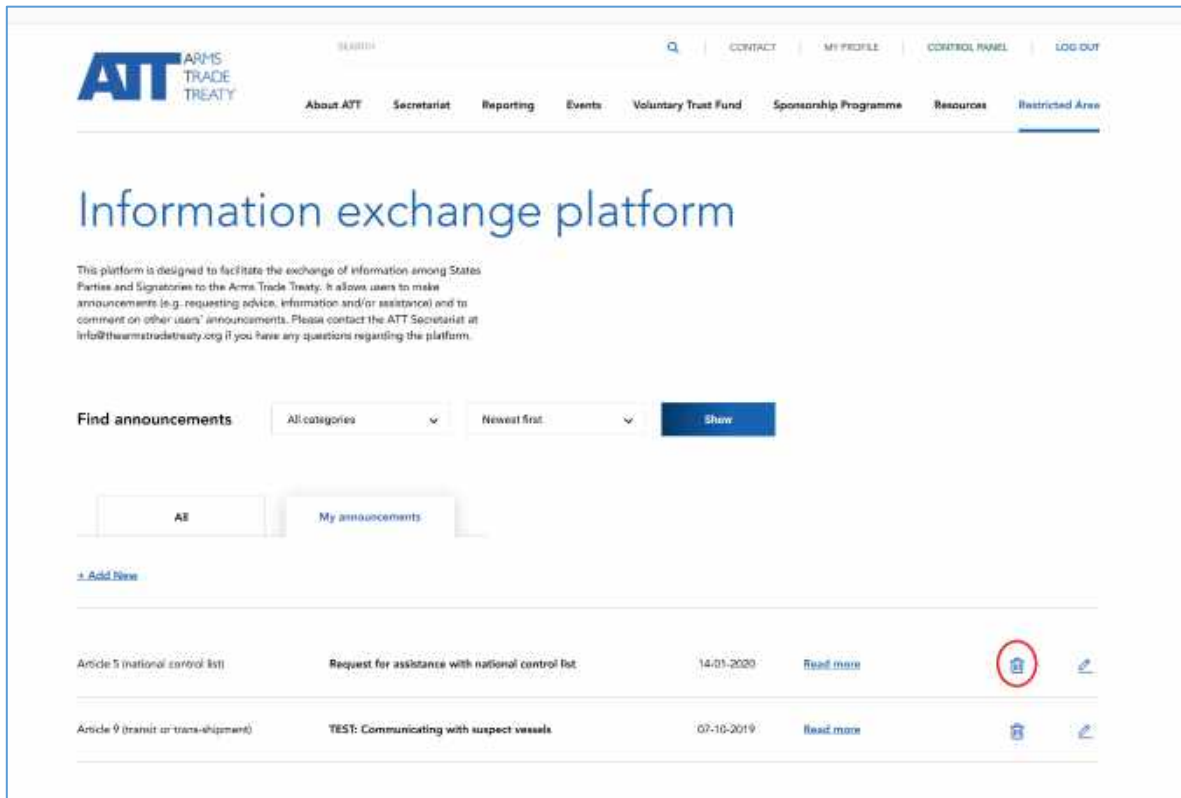 ATT ARMS
TRADE
TREATY
SEARCH
CONTACT
MY PROFILE
CONTROL PANEL
LOG OUT
About ATT
Secretariat
Reporting
Events
Voluntary Trust Fund
Sponsorship Programme
Resources
Restricted Area
Information exchange platform
This platform is designed to facilitate the exchange of information among States
Parties and Signatories to the Arms Trade Treaty. It allows users to make
announcements (e.g. requesting advice, information and/or assistance) and to
comment on other users' announcements. Please contact the ATT Secretariat at
info@thearmstradetreaty.org if you have any questions regarding the platform.
Find announcements
All categories
Newest first
Show
All
My announcements
+ Add New
Article 5 (national control list)
Request for assistance with national control list
14-01-2020
Read more
Article 9 (transit or trans-shipment)
TEST: Communicating with suspect vessels
07-10-2019
Read more